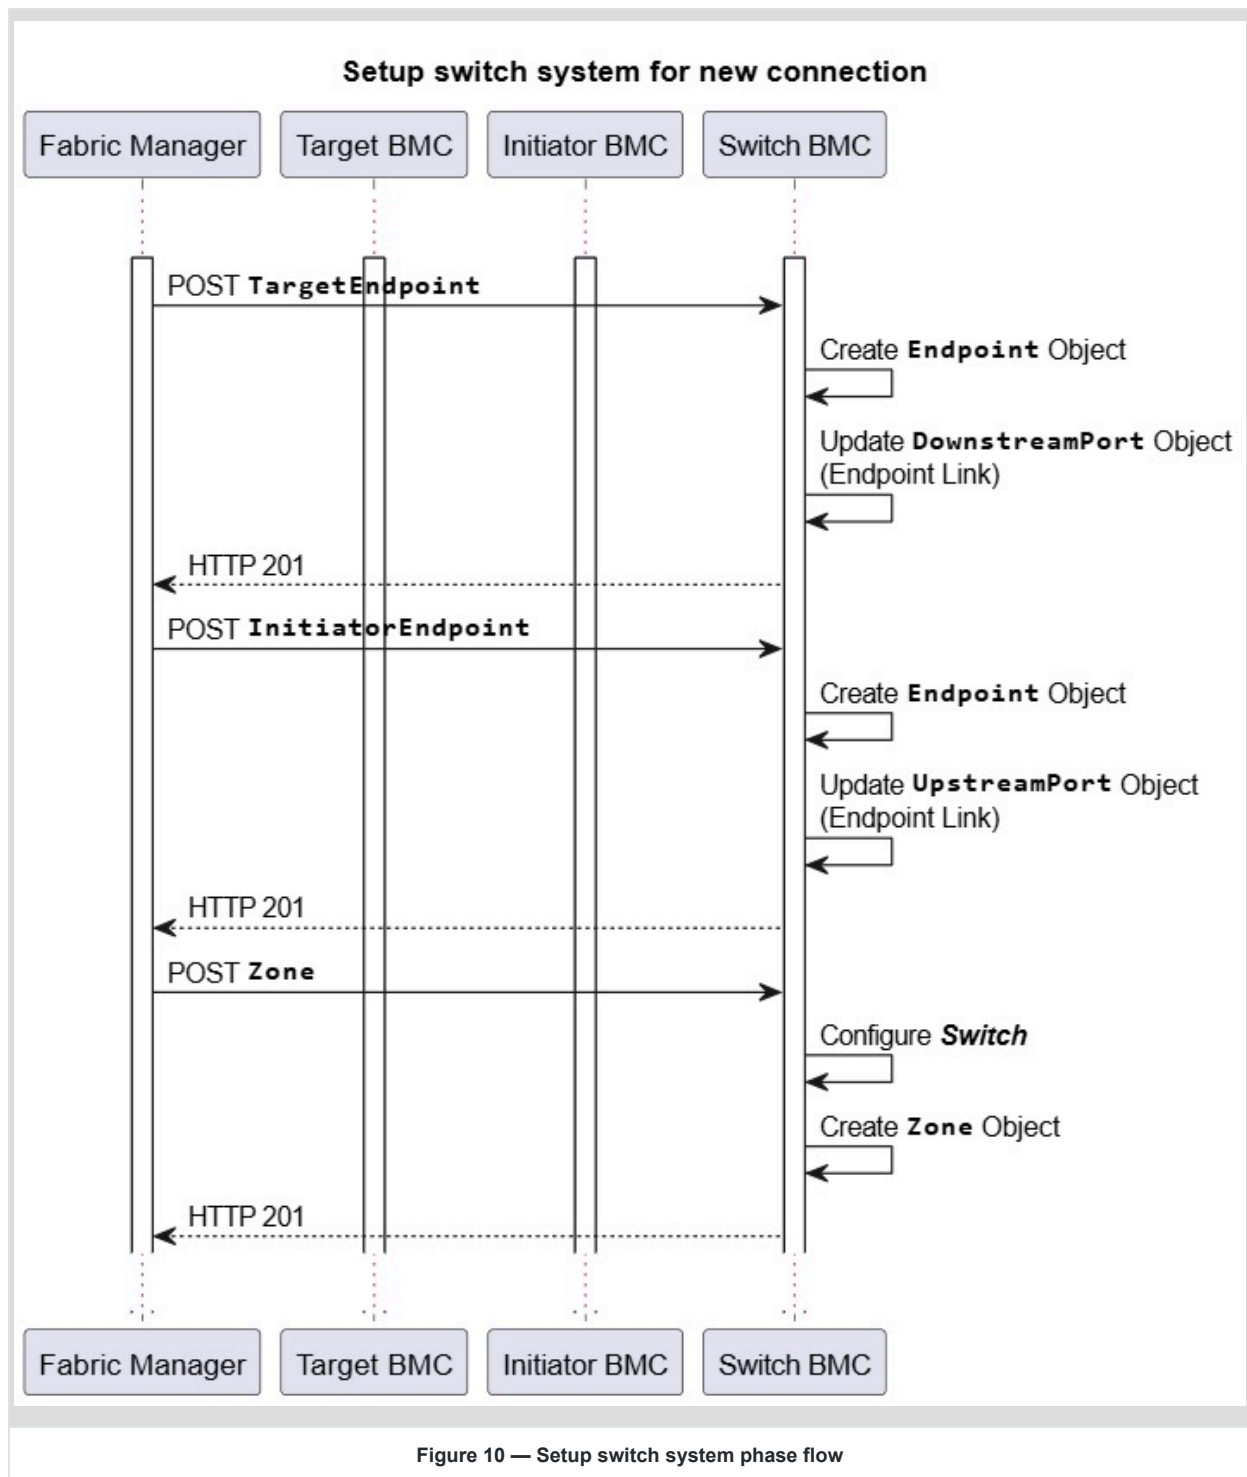 Setup switch system for new connection
Fabric Manager
Target BMC
Initiator BMC
Switch BMC
POST TargetEndpoint
Create Endpoint Object
Update DownstreamPort Object
(Endpoint Link)
HTTP 201
POST InitiatorEndpoint
Create Endpoint Object
Update UpstreamPort Object
(Endpoint Link)
HTTP 201
POST Zone
Configure Switch
Create Zone Object
HTTP 201
Fabric Manager
Target BMC
Initiator BMC
Switch BMC
Figure 10 — Setup switch system phase flow